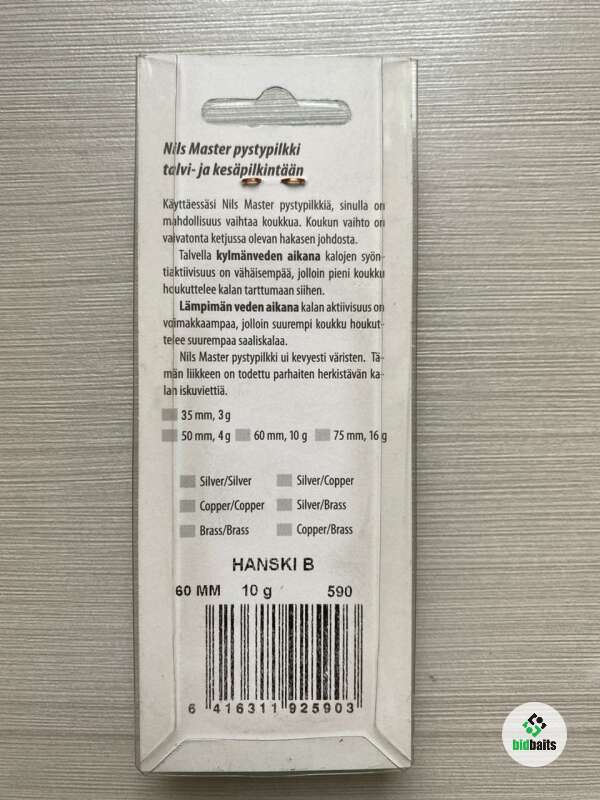 Nils Master pystypilkki
talvi- ja kesäpilkintään
Käyttäessäsi Nils Master pystypilkkiä, sinulla on
mahdollisuus vaihtaa koukkua. Koukun vaihto on
vaivatonta ketjussa olevan hakasen johdosta.
Talvella kylmänveden aikana kalojen syön-
tiaktiivisuus on vähäisempää, jolloin pieni koukku
houkuttelee kalan tarttumaan siihen.
Lämpimän veden aikana kalan aktiivisuus on
voimakkaampaa, jolloin suurempi koukku houkut-
telee suurempaa saaliskalaa.
Nils Master pystypilkki ui kevyesti väristen. Tä-
män liikkeen on todettu parhaiten herkistävän ka-
lan iskuviettiä.
35 mm, 3 g
50 mm, 4 g 60 mm, 10 g 75 mm, 16 g
Silver/Silver Silver/Copper
Copper/Copper Silver/Brass
Brass/Brass Copper/Brass
HANSKI B
60 MM 10 g 590
6 416311 925903
bidbaits